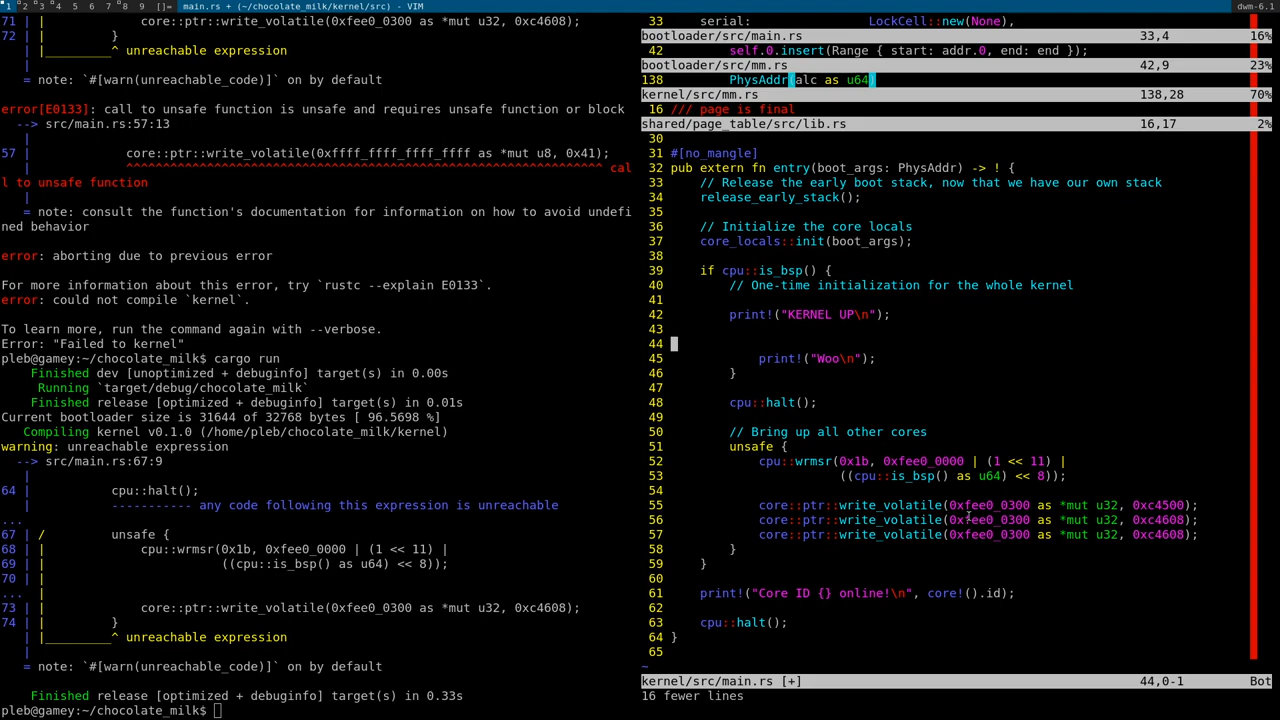 1 2 3 4 5 6 7 8 9 []= main.rs + (~/chocolate_milk/kernel/src) - VIM dwm-6.1
71 | | core::ptr::write_volatile(0xfee0_0300 as *mut u32, 0xc4608);
72 | | }
| |_________^ unreachable expression
|
= note: `#[warn(unreachable_code)]` on by default
error[E0133]: call to unsafe function is unsafe and requires unsafe function or block
--> src/main.rs:57:13
|
57 | core::ptr::write_volatile(0xffff_ffff_ffff_ffff as *mut u8, 0x41);
| ^^^^^^^^^^^^^^^^^^^^^^^^^^^^^^^^^^^^^^^^^^^^^^^^^^^^^^^^^^^^^^^^^ cal
l to unsafe function
|
= note: consult the function's documentation for information on how to avoid undefi
ned behavior
error: aborting due to previous error
For more information about this error, try `rustc --explain E0133`.
error: could not compile `kernel`.
To learn more, run the command again with --verbose.
Error: "Failed to kernel"
pleb@gamey:~/chocolate_milk$ cargo run
Finished dev [unoptimized + debuginfo] target(s) in 0.00s
Running `target/debug/chocolate_milk`
Finished release [optimized + debuginfo] target(s) in 0.01s
Current bootloader size is 31644 of 32768 bytes [ 96.5698 %]
Compiling kernel v0.1.0 (/home/pleb/chocolate_milk/kernel)
warning: unreachable expression
--> src/main.rs:67:9
|
64 | cpu::halt();
| ----------- any code following this expression is unreachable
...
67 | / unsafe {
68 | | cpu::wrmsr(0x1b, 0xfee0_0000 | (1 << 11) |
69 | | ((cpu::is_bsp() as u64) << 8));
70 | |
... |
73 | | core::ptr::write_volatile(0xfee0_0300 as *mut u32, 0xc4608);
74 | | }
| |_________^ unreachable expression
|
= note: `#[warn(unreachable_code)]` on by default
Finished release [optimized + debuginfo] target(s) in 0.33s
pleb@gamey:~/chocolate_milk$
33 serial: LockCell::new(None),
bootloader/src/main.rs 33,4 16%
42 self.0.insert(Range { start: addr.0, end: end });
bootloader/src/mm.rs 42,9 23%
138 PhysAddr(alc as u64)
kernel/src/mm.rs 138,28 70%
16 /// page is final
shared/page_table/src/lib.rs 16,17 2%
30
31 #[no_mangle]
32 pub extern fn entry(boot_args: PhysAddr) -> ! {
33 // Release the early boot stack, now that we have our own stack
34 release_early_stack();
35
36 // Initialize the core locals
37 core_locals::init(boot_args);
38
39 if cpu::is_bsp() {
40 // One-time initialization for the whole kernel
41
42 print!("KERNEL UP\n");
43
44
45 print!("Woo\n");
46 }
47
48 cpu::halt();
49
50 // Bring up all other cores
51 unsafe {
52 cpu::wrmsr(0x1b, 0xfee0_0000 | (1 << 11) |
53 ((cpu::is_bsp() as u64) << 8));
54
55 core::ptr::write_volatile(0xfee0_0300 as *mut u32, 0xc4500);
56 core::ptr::write_volatile(0xfee0_0300 as *mut u32, 0xc4608);
57 core::ptr::write_volatile(0xfee0_0300 as *mut u32, 0xc4608);
58 }
59 }
60
61 print!("Core ID {} online!\n", core!().id);
62
63 cpu::halt();
64 }
65
~
kernel/src/main.rs [+] 44,0-1 Bot
16 fewer lines